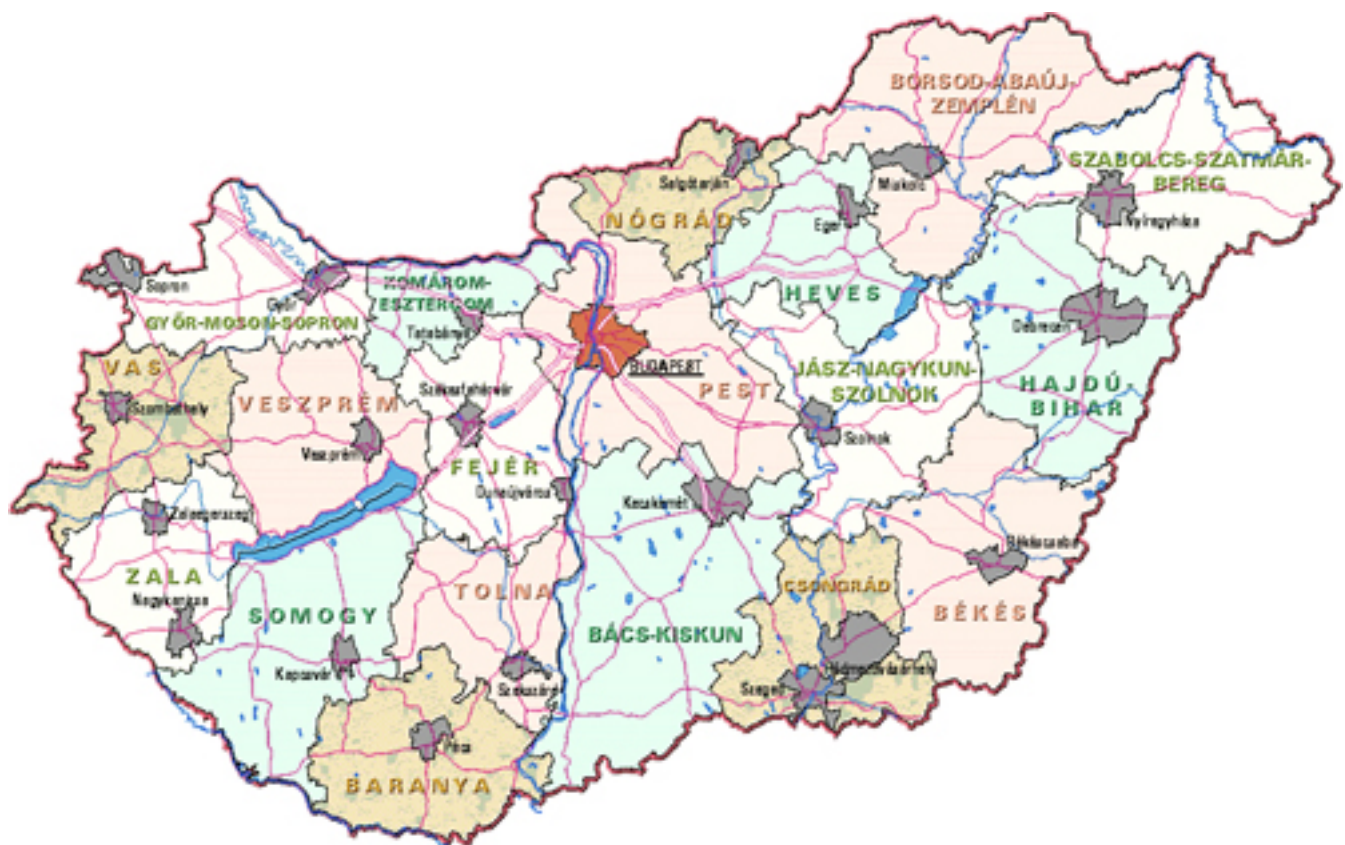 BORSOD-ABAÚJ-
ZEMPLÉN
SZABOLCS-SZATMÁR-
BEREG
Salgótarján
Miskolc
NÓGRÁD
Eger
Nyíregyháza
Sopron
Győr
KOMÁROM-
ESZTERGOM
HEVES
GYŐR-MOSON-SOPRON
Tatabánya
Debrecen
VAS
BUDAPEST
PEST
JÁSZ-NAGYKUN-
SZOLNOK
HAJDÚ-
BIHAR
Székesfehérvár
Szombathely
VESZPRÉM
Veszprém
FEJÉR
Szolnok
Dunaújváros
Kecskemét
Zalaegerszeg
Békéscsaba
ZALA
Nagykanizsa
TOLNA
CSONGRÁD
SOMOGY
BÁCS-KISKUN
BÉKÉS
Kaposvár
Szekszárd
Hódmezővásárhely
Szeged
Pécs
BARANYA